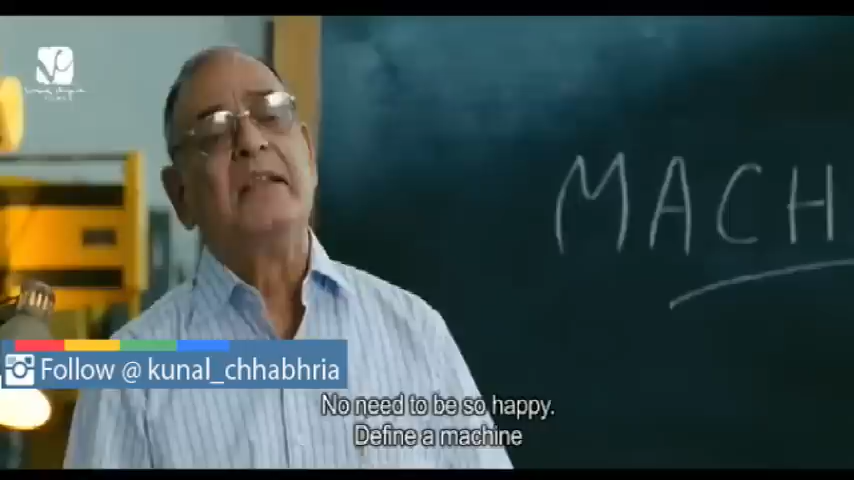 MACH
Follow @ kunal_chhabhria
No need to be so happy.
Define a machine